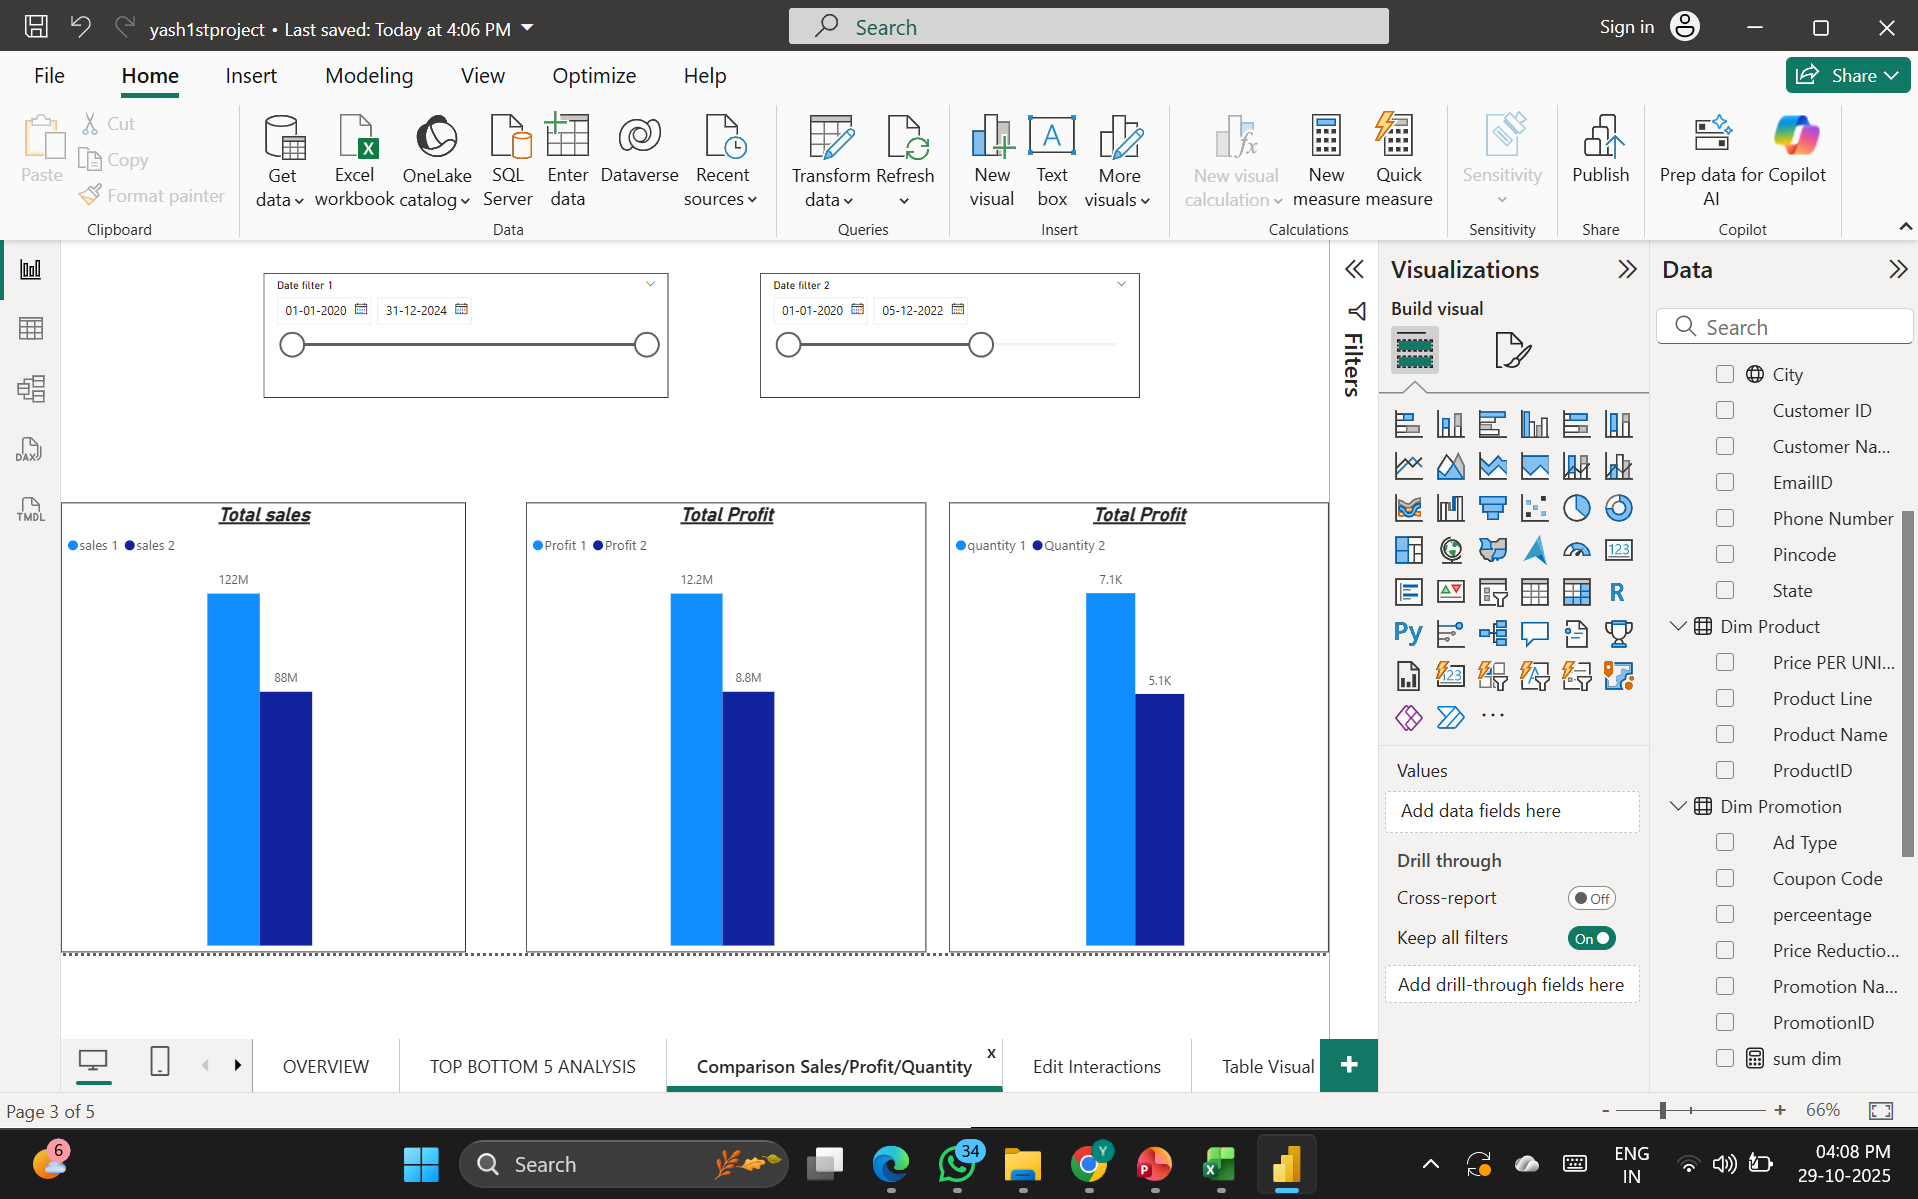 yash1stproject • Last saved: Today at 4:06 PM
Search
Sign in
File
Home
Insert
Modeling
View
Optimize
Help
Share
Paste
Cut
Copy
Format painter
Clipboard
Get data
Excel workbook
OneLake catalog
SQL Server
Enter data
Dataverse
Recent sources
Data
Transform data
Refresh
Queries
New visual
Text box
More visuals
Insert
New visual calculation
New measure
Quick measure
Calculations
Sensitivity
Sensitivity
Publish
Share
Prep data for AI
Copilot
Copilot
DAX
TMDL
Date filter 1
01-01-2020
31-12-2024
Date filter 2
01-01-2020
05-12-2022
Total sales
sales 1
sales 2
122M
88M
Total Profit
Profit 1
Profit 2
12.2M
8.8M
Total Profit
quantity 1
Quantity 2
7.1K
5.1K
Filters
Visualizations
Build visual
123
R
Py
123
Values
Add data fields here
Drill through
Cross-report
Off
Keep all filters
On
Add drill-through fields here
Data
Search
City
Customer ID
Customer Na...
EmailID
Phone Number
Pincode
State
Dim Product
Price PER UNI...
Product Line
Product Name
ProductID
Dim Promotion
Ad Type
Coupon Code
perceentage
Price Reductio...
Promotion Na...
PromotionID
sum dim
OVERVIEW
TOP BOTTOM 5 ANALYSIS
Comparison Sales/Profit/Quantity
x
Edit Interactions
Table Visual
+
Page 3 of 5
- + 66%
6
Search
34
Y
P
X
ENG
IN
04:08 PM
29-10-2025